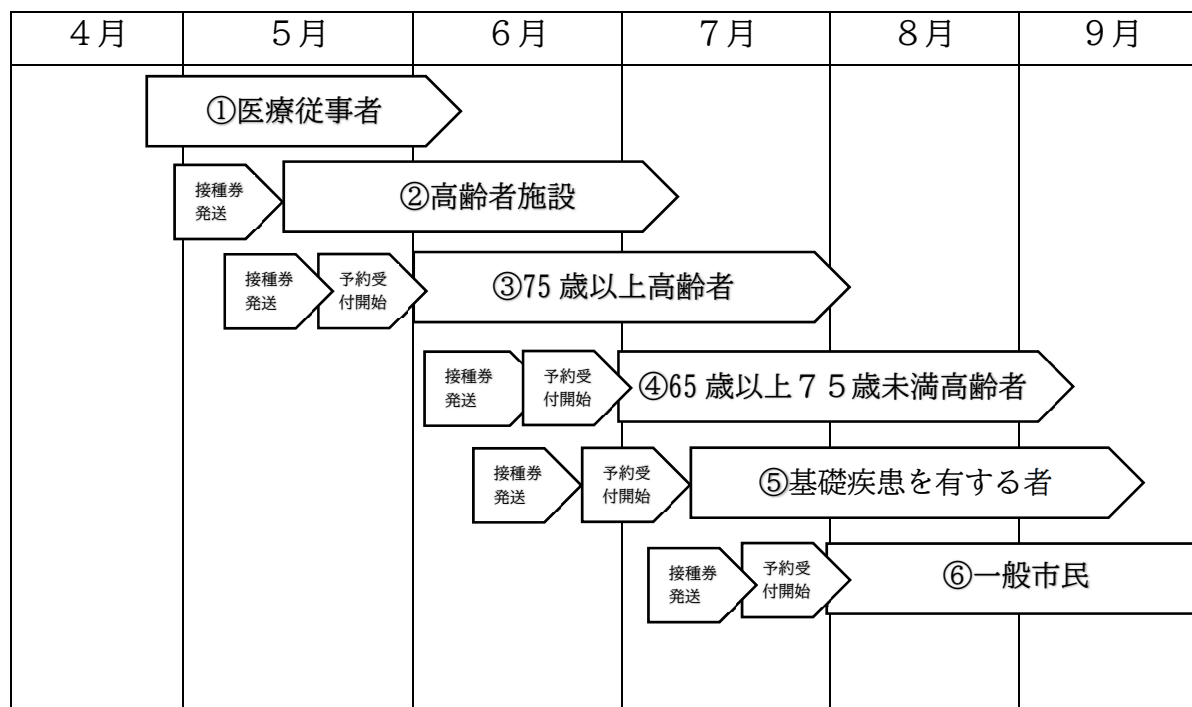 4月 5月 6月 7月 8月 9月
①医療従事者
接種券
発送
②高齢者施設
接種券
発送
予約受
付開始
③75 歳以上高齢者
接種券
発送
予約受
付開始
④65 歳以上７５歳未満高齢者
接種券
発送
予約受
付開始
⑤基礎疾患を有する者
接種券
発送
予約受
付開始
⑥一般市民